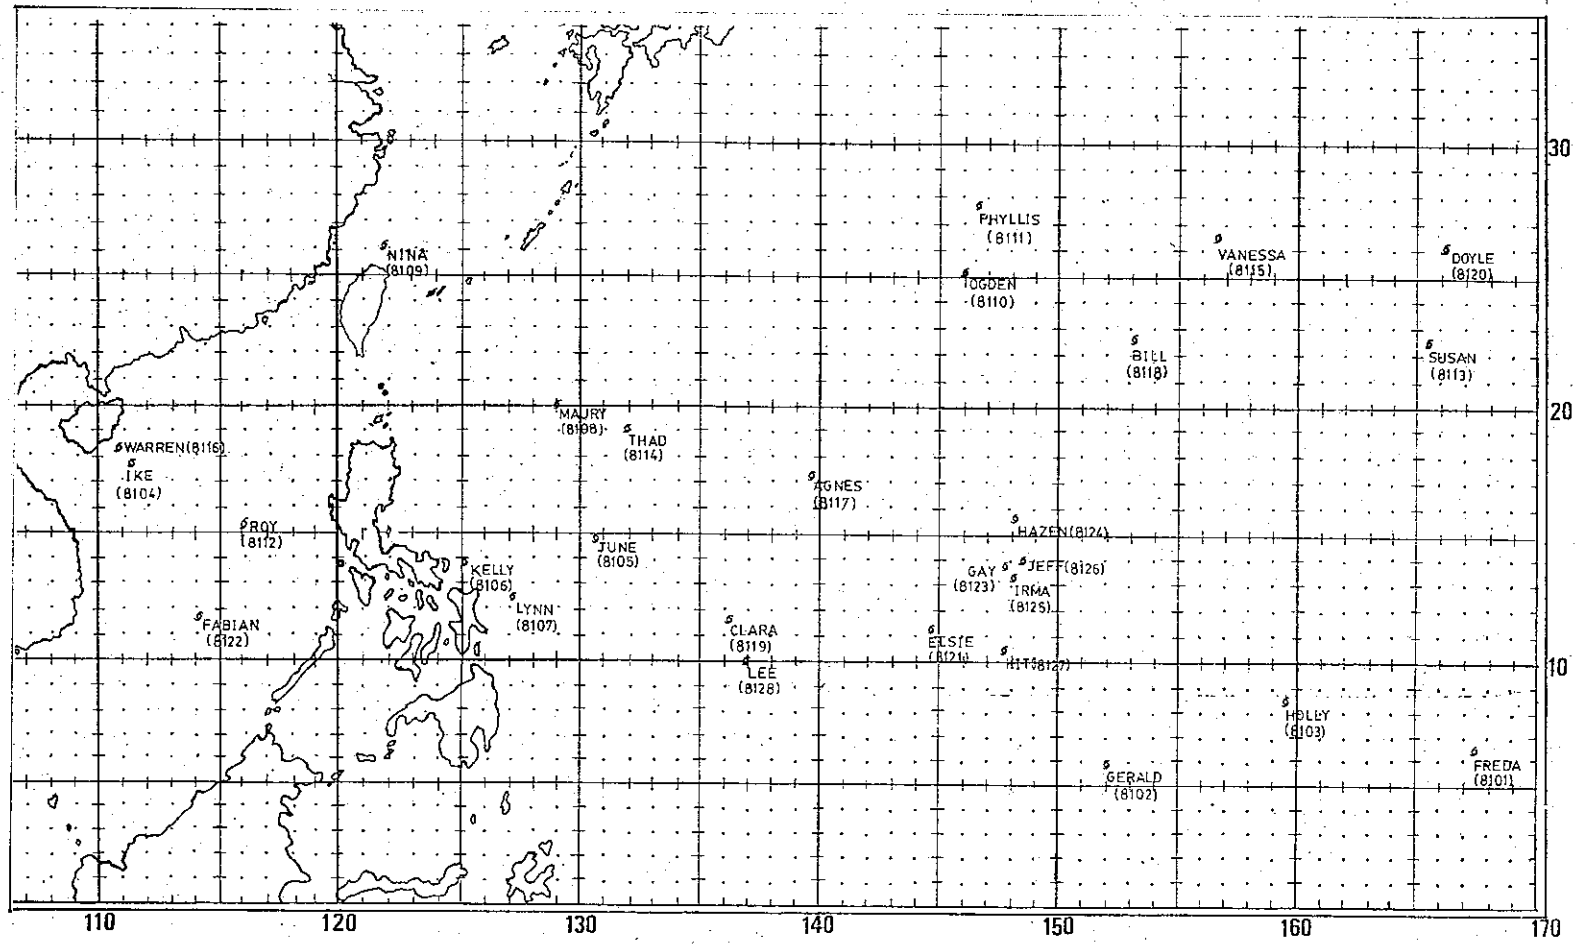 30
PHYLLIS
(8111)
NINA
(8109)
VANESSA
(8115)
DOYLE
(8120)
OGDEN
(8110)
BILL
(8118)
SUSAN
(8113)
MAURY
(8108)
20
THAD
(8114)
WARREN(8116)
IKE
(8104)
AGNES
(8117)
ROY
(8112)
HAZEN(8124)
JUNE
(8105)
KELLY
(8106)
GAY
(8123)
JEFF(8126)
IRMA
(8125)
LYNN
(8107)
FABIAN
(8122)
CLARA
(8119)
ELSIE
(8121)
(8127)
10
LEE
(8128)
HOLLY
(8103)
FREDA
(8101)
GERALD
(8102)
110 120 130 140 150 160 170